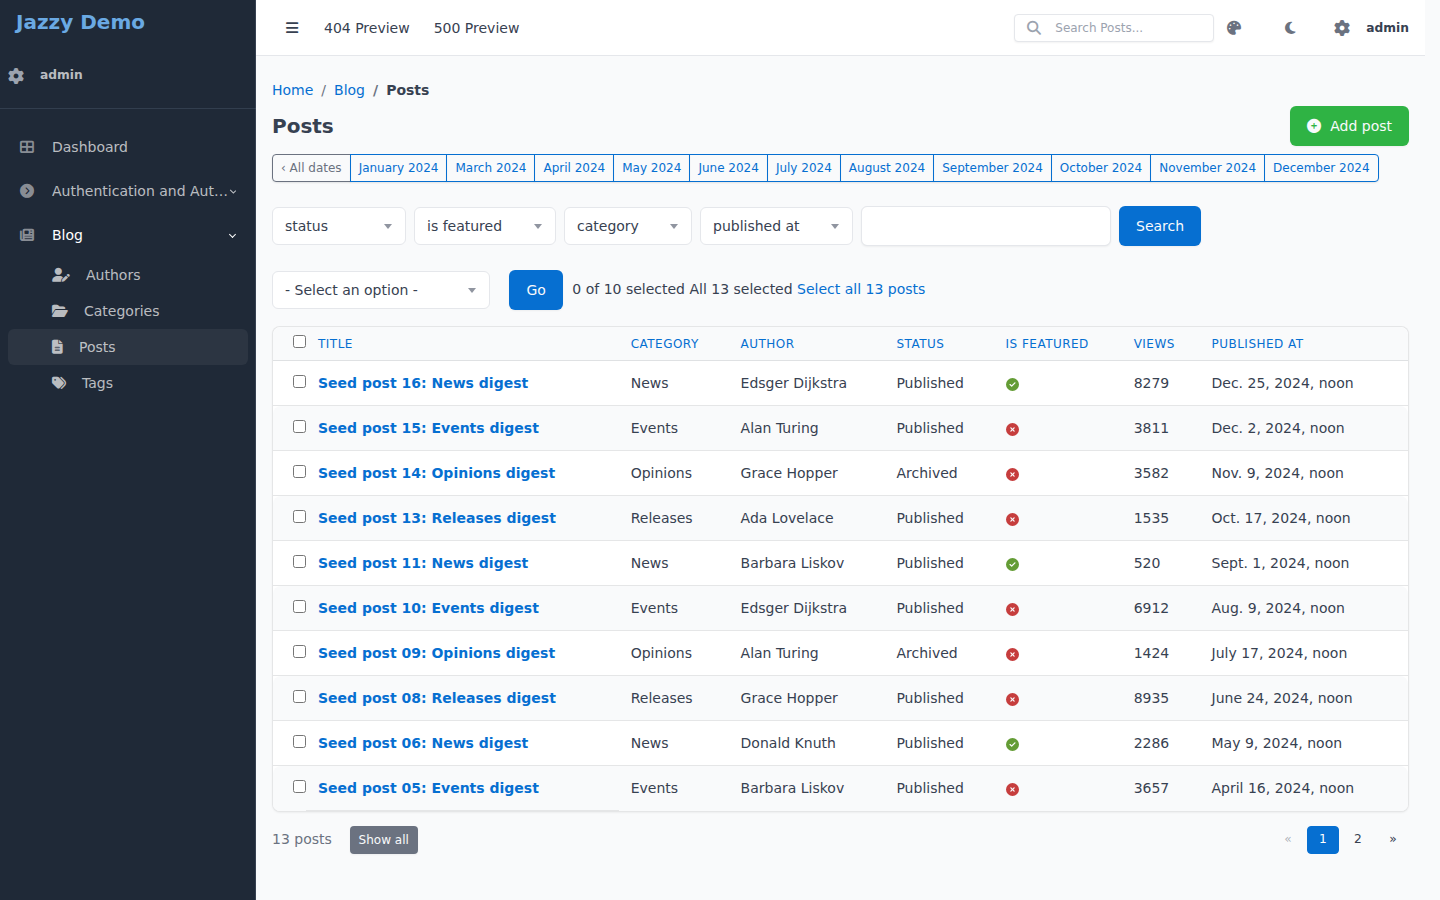 Jazzy Demo
admin
Dashboard
Authentication and Aut...
Blog
Authors
Categories
Posts
Tags
404 Preview
500 Preview
Search Posts...
admin
Home / Blog / Posts
Posts
Add post
‹ All dates January 2024 March 2024 April 2024 May 2024 June 2024 July 2024 August 2024 September 2024 October 2024 November 2024 December 2024
status is featured category published at Search
- Select an option - Go 0 of 10 selected All 13 selected Select all 13 posts
TITLE CATEGORY AUTHOR STATUS IS FEATURED VIEWS PUBLISHED AT
Seed post 16: News digest News Edsger Dijkstra Published 8279 Dec. 25, 2024, noon
Seed post 15: Events digest Events Alan Turing Published 3811 Dec. 2, 2024, noon
Seed post 14: Opinions digest Opinions Grace Hopper Archived 3582 Nov. 9, 2024, noon
Seed post 13: Releases digest Releases Ada Lovelace Published 1535 Oct. 17, 2024, noon
Seed post 11: News digest News Barbara Liskov Published 520 Sept. 1, 2024, noon
Seed post 10: Events digest Events Edsger Dijkstra Published 6912 Aug. 9, 2024, noon
Seed post 09: Opinions digest Opinions Alan Turing Archived 1424 July 17, 2024, noon
Seed post 08: Releases digest Releases Grace Hopper Published 8935 June 24, 2024, noon
Seed post 06: News digest News Donald Knuth Published 2286 May 9, 2024, noon
Seed post 05: Events digest Events Barbara Liskov Published 3657 April 16, 2024, noon
13 posts Show all « 1 2 »